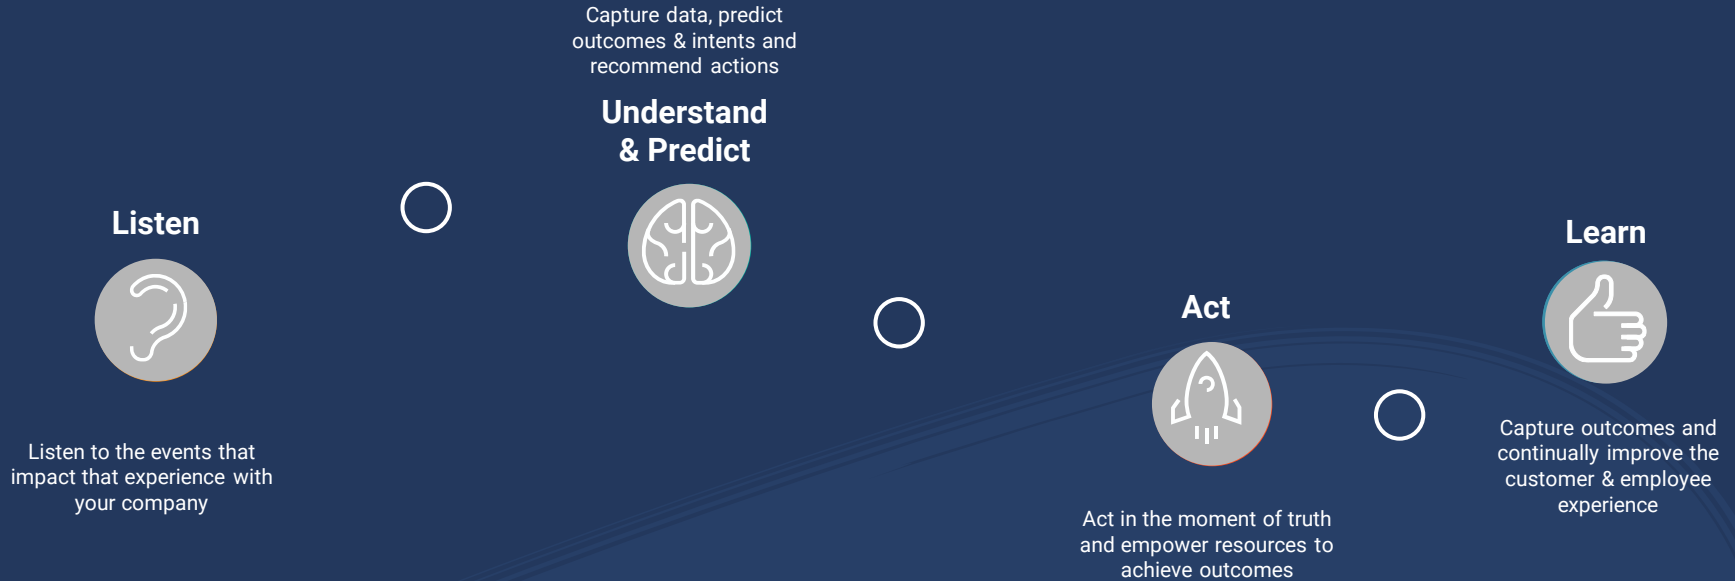 Listen
Listen to the events that
impact that experience with
your company
Capture data, predict
outcomes & intents and
recommend actions
Understand
& Predict
Act
Act in the moment of truth
and empower resources to
achieve outcomes
Learn
Capture outcomes and
continually improve the
customer & employee
experience